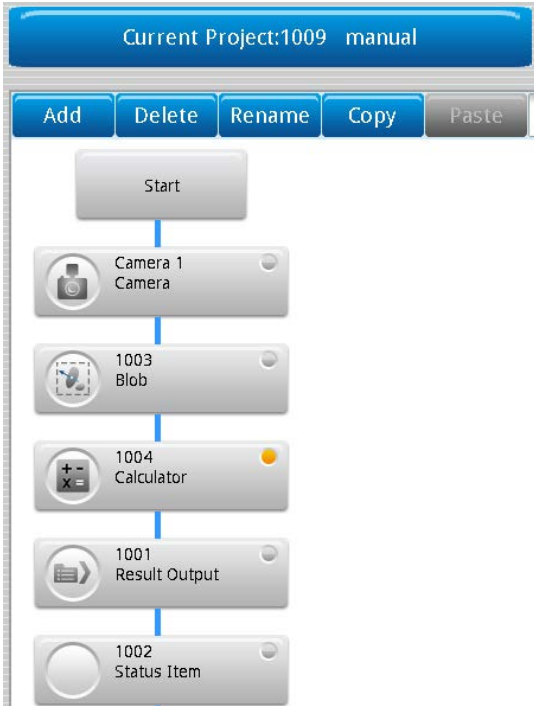 Current Project:1009 manual
Add Delete Rename Copy Paste
Start
Camera 1
Camera
1003
Blob
1004
Calculator
1001
Result Output
1002
Status Item